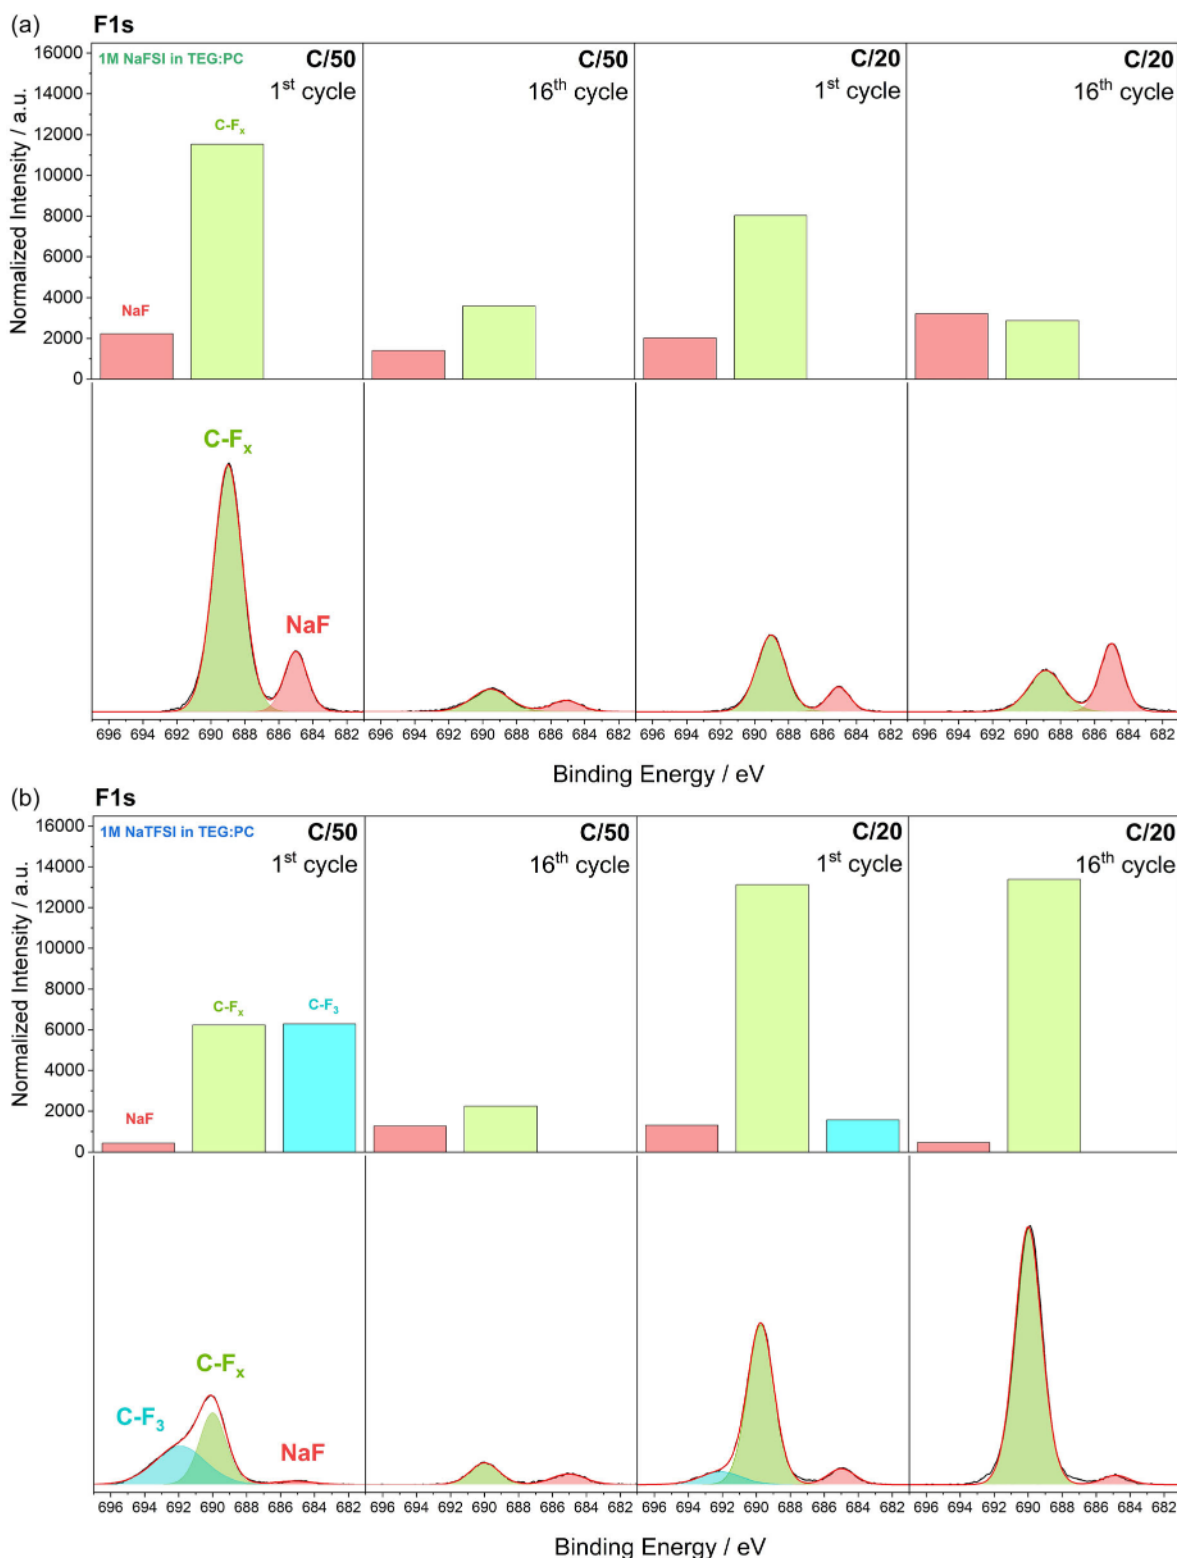 (a)
F1s
1M NaFSI in TEG:PC
C/50
1st cycle
C/50
16th cycle
C/20
1st cycle
C/20
16th cycle
Normalized Intensity / a.u.
16000
14000
12000
10000
8000
6000
4000
2000
0
C-Fx
NaF
C-Fx
NaF
696 694 692 690 688 686 684 682
696 694 692 690 688 686 684 682
696 694 692 690 688 686 684 682
696 694 692 690 688 686 684 682
Binding Energy / eV
(b)
F1s
1M NaTFSI in TEG:PC
C/50
1st cycle
C/50
16th cycle
C/20
1st cycle
C/20
16th cycle
Normalized Intensity / a.u.
16000
14000
12000
10000
8000
6000
4000
2000
0
C-Fx
C-F3
NaF
C-Fx
C-F3
NaF
696 694 692 690 688 686 684 682
696 694 692 690 688 686 684 682
696 694 692 690 688 686 684 682
696 694 692 690 688 686 684 682
Binding Energy / eV